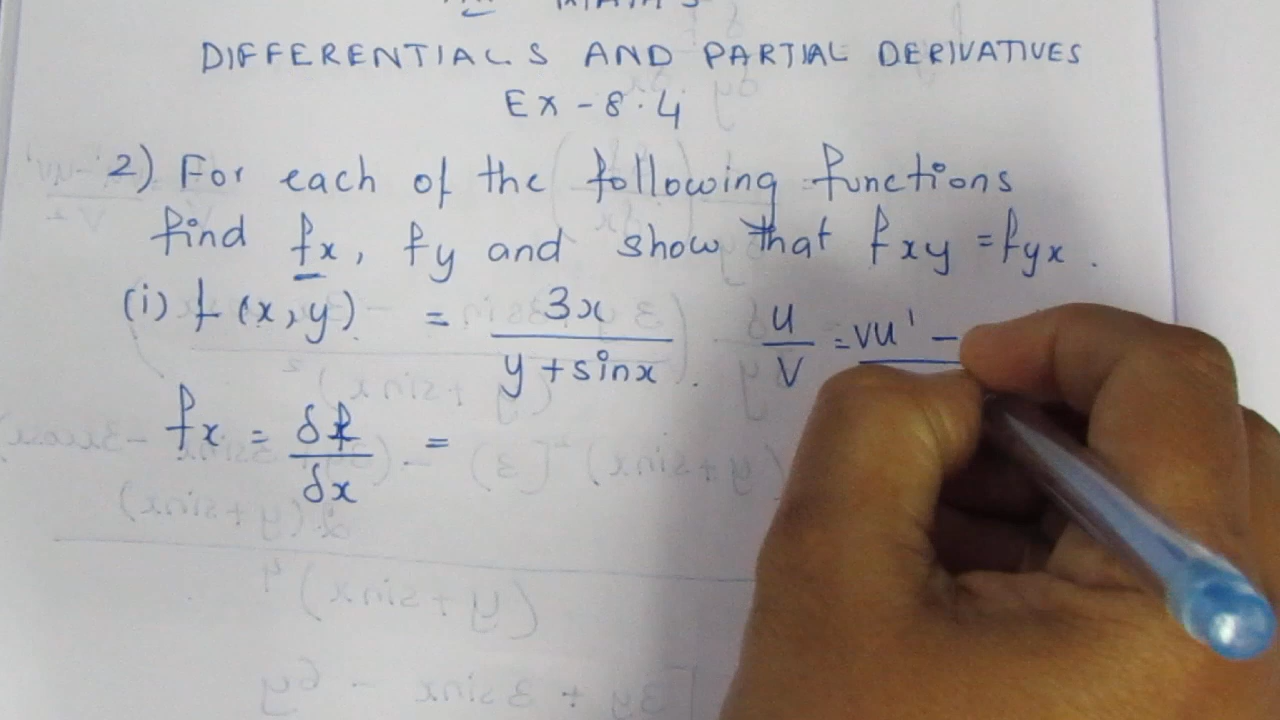 DIFFERENTIALS AND PARTIAL DERIVATIVES
Ex - 8.4
2) For each of the following functions
find fx, fy and show that fxy = fyx.
(i) f(x,y) = 3x / y + sinx. u / v = vu' -
fx = δf / δx =